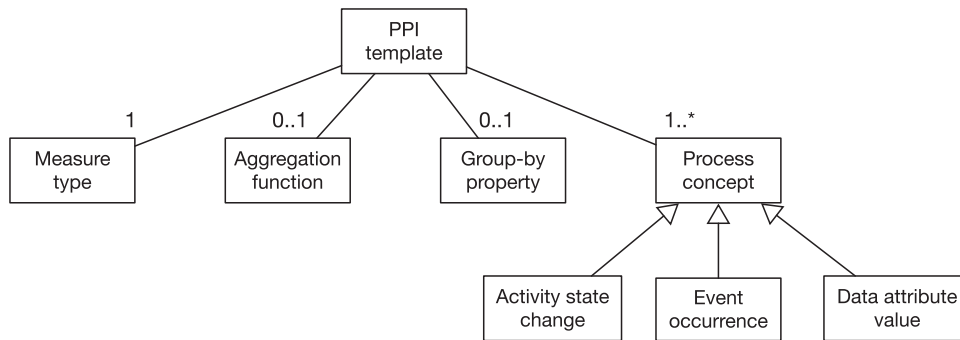 PPI
template
1
0..1
0..1
1..*
Measure
type
Aggregation
function
Group-by
property
Process
concept
Activity state
change
Event
occurrence
Data attribute
value